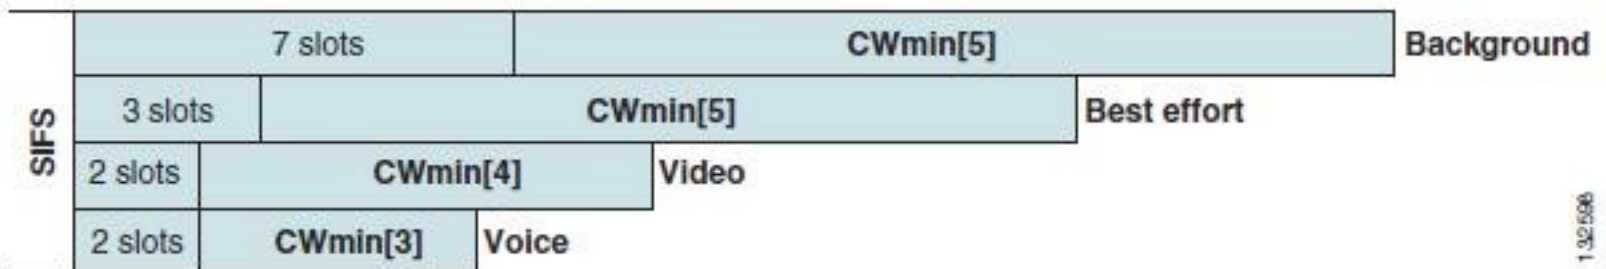 SIFS
7 slots CWmin[5] Background
3 slots CWmin[5] Best effort
2 slots CWmin[4] Video
2 slots CWmin[3] Voice
132598